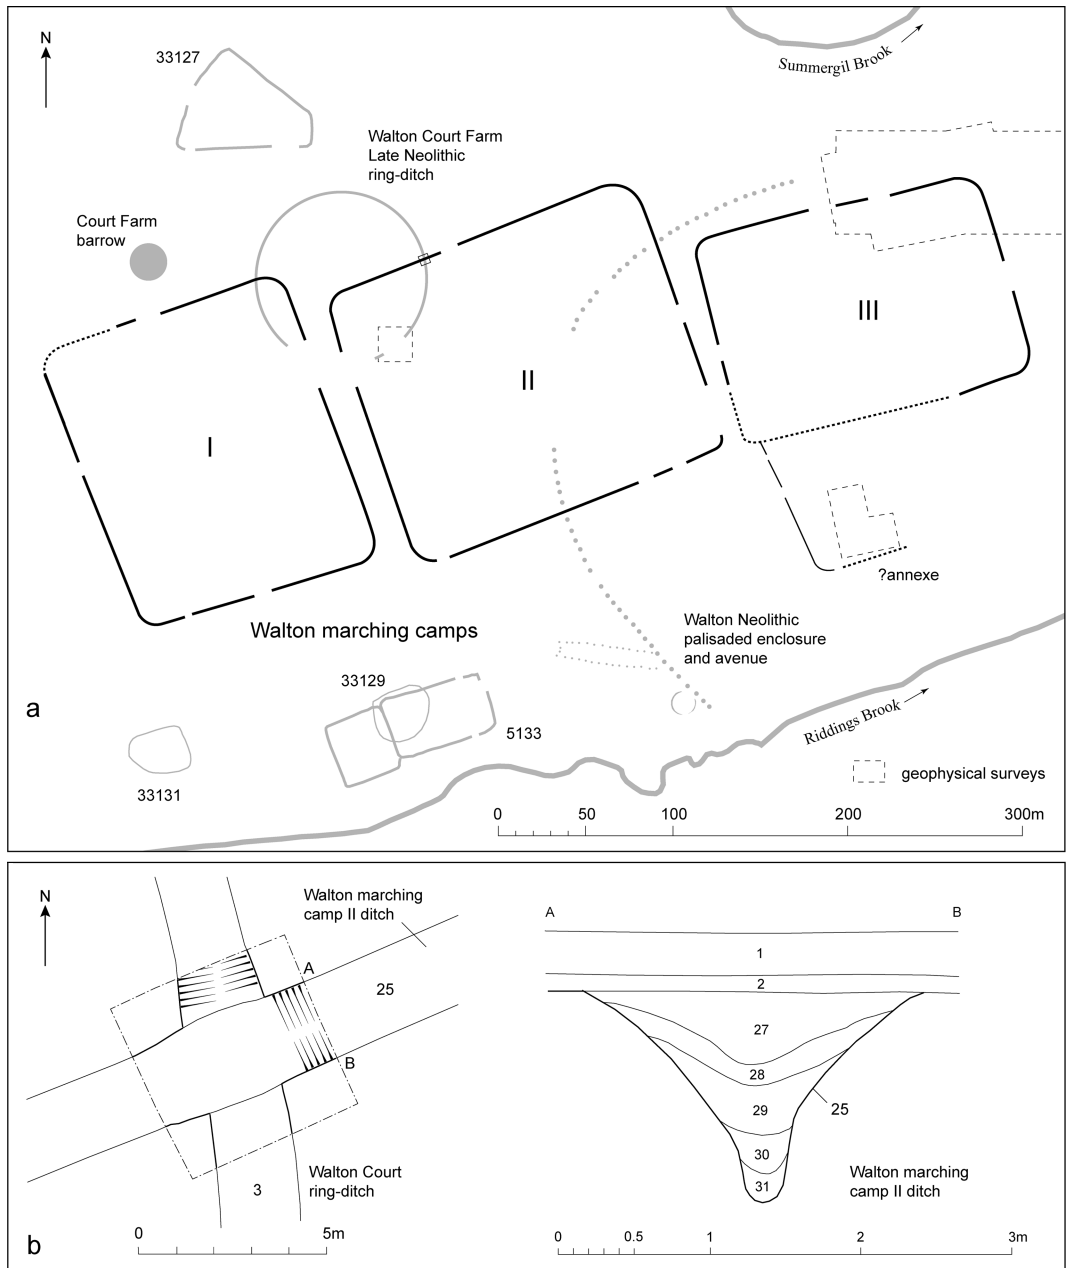 N
33127
Summergil Brook
Walton Court Farm
Late Neolithic
ring-ditch
Court Farm
barrow
I
II
III
?annexe
Walton marching camps
Walton Neolithic
palisaded enclosure
and avenue
33129
5133
33131
Riddings Brook
geophysical surveys
0 50 100 200 300m
a
N
Walton marching
camp II ditch
A
25
B
Walton Court
ring-ditch
3
0 5m
b
A B
1
2
27
28
29
25
30
31
Walton marching
camp II ditch
0 0.5 1 2 3m